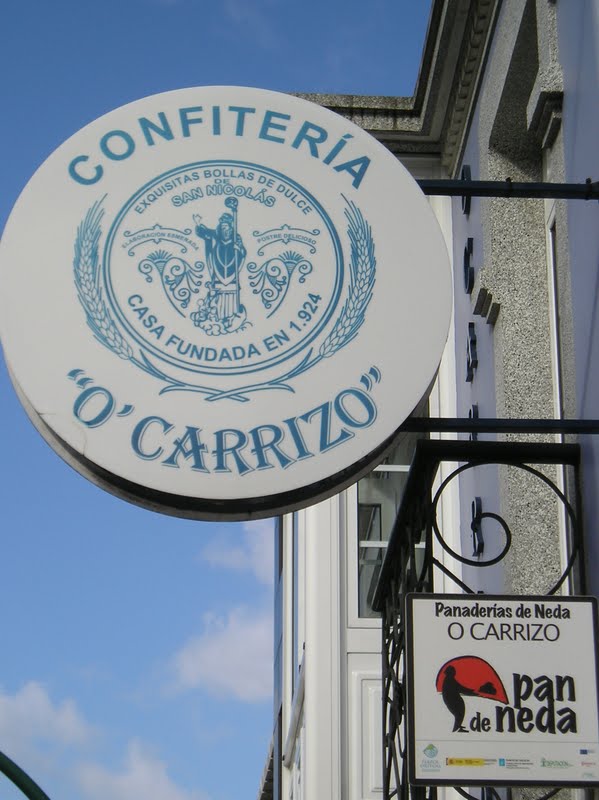 CONFITERÍA
EXQUISITAS BOLLAS DE DULCE
DE
SAN NICOLÁS
ELABORACIÓN ESMERADA
POSTRE DELICIOSO
CASA FUNDADA EN 1.924
"O' CARRIZO"
Panaderías de Neda
O CARRIZO
pan
de neda